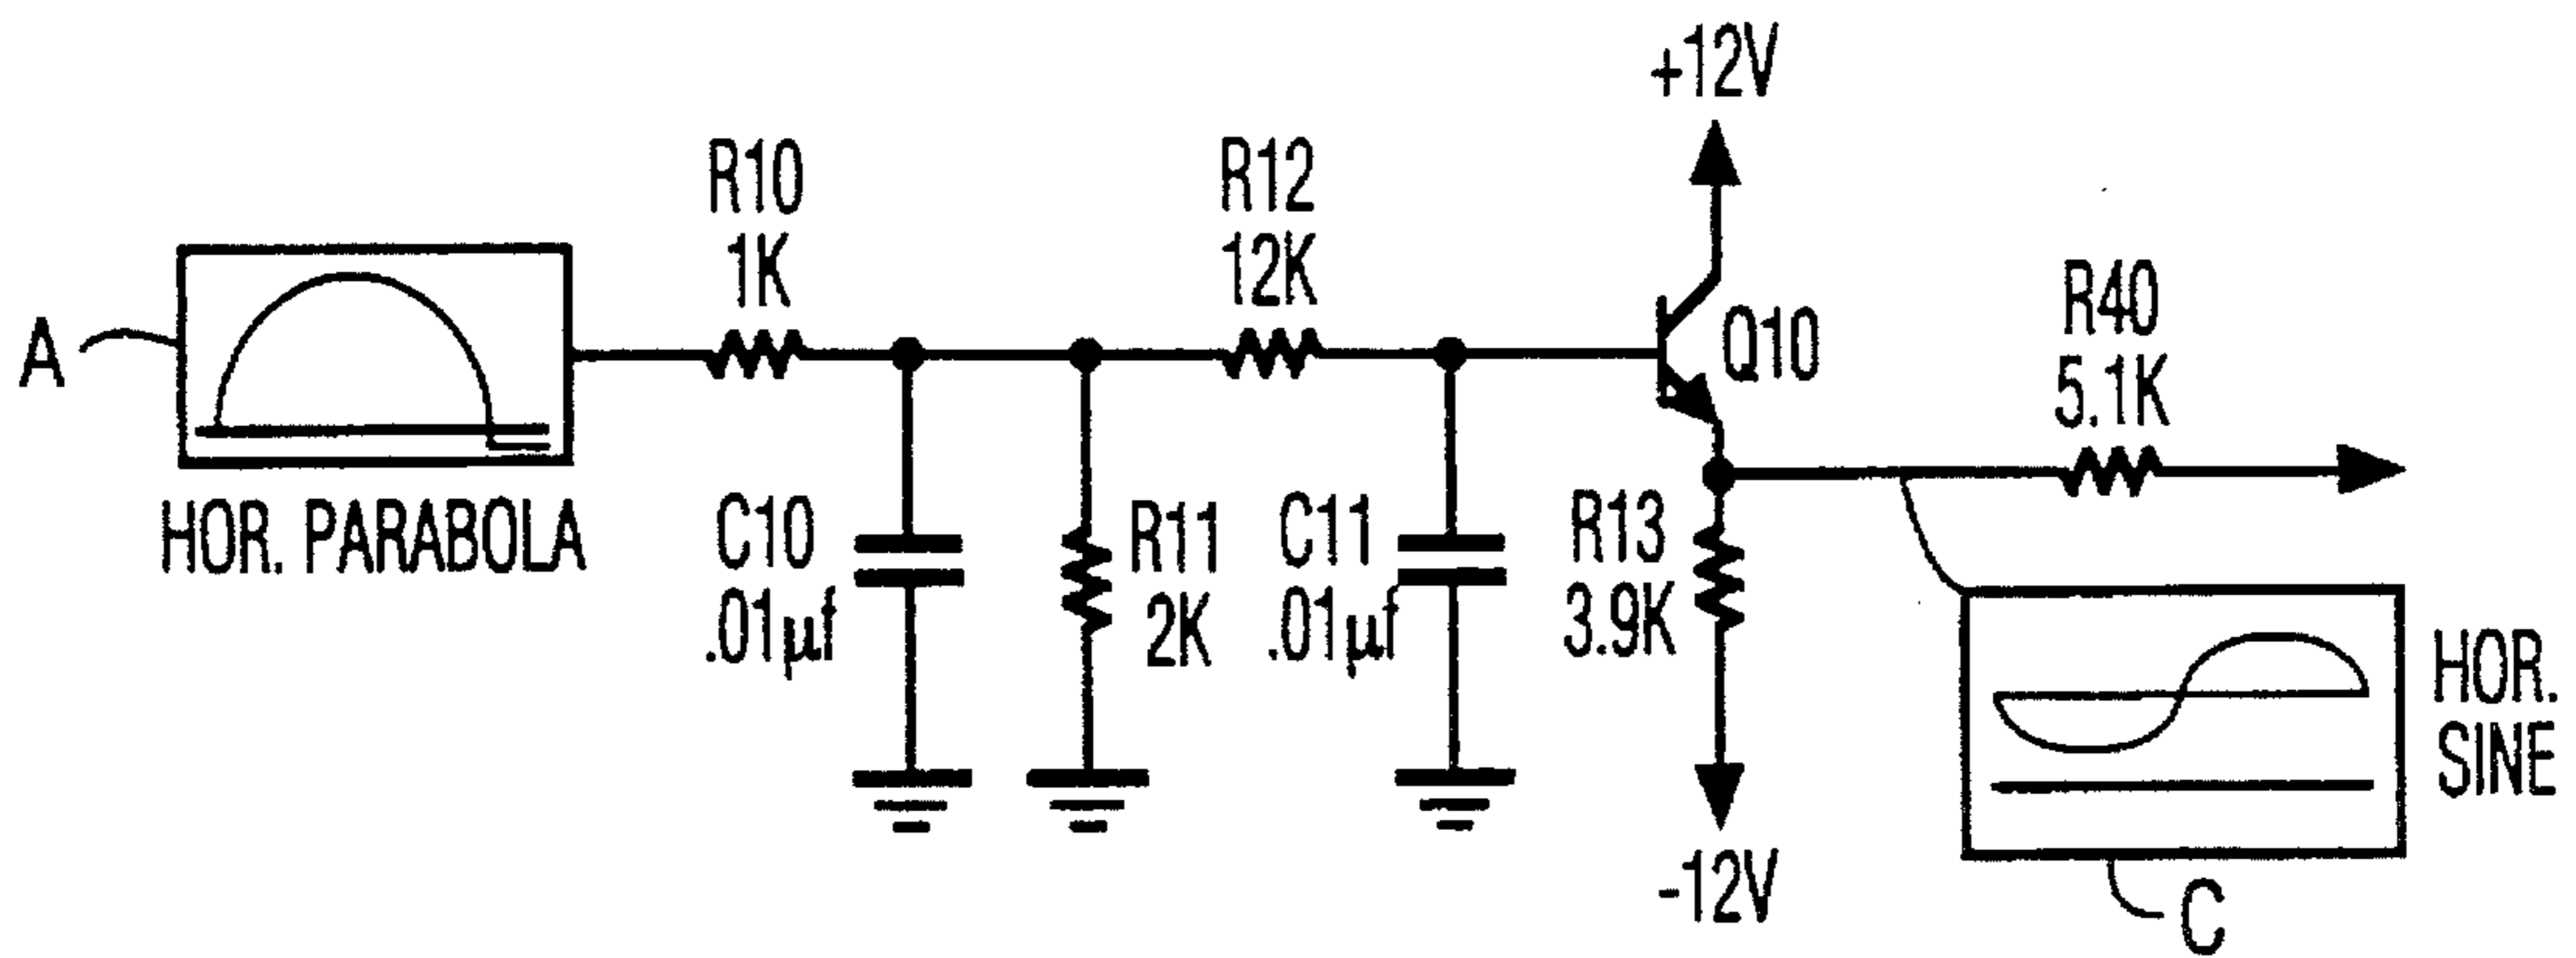 A
HOR. PARABOLA
R10
1K
C10
.01µf
R11
2K
R12
12K
C11
.01µf
+12V
Q10
R13
3.9K
-12V
R40
5.1K
HOR.
SINE
C